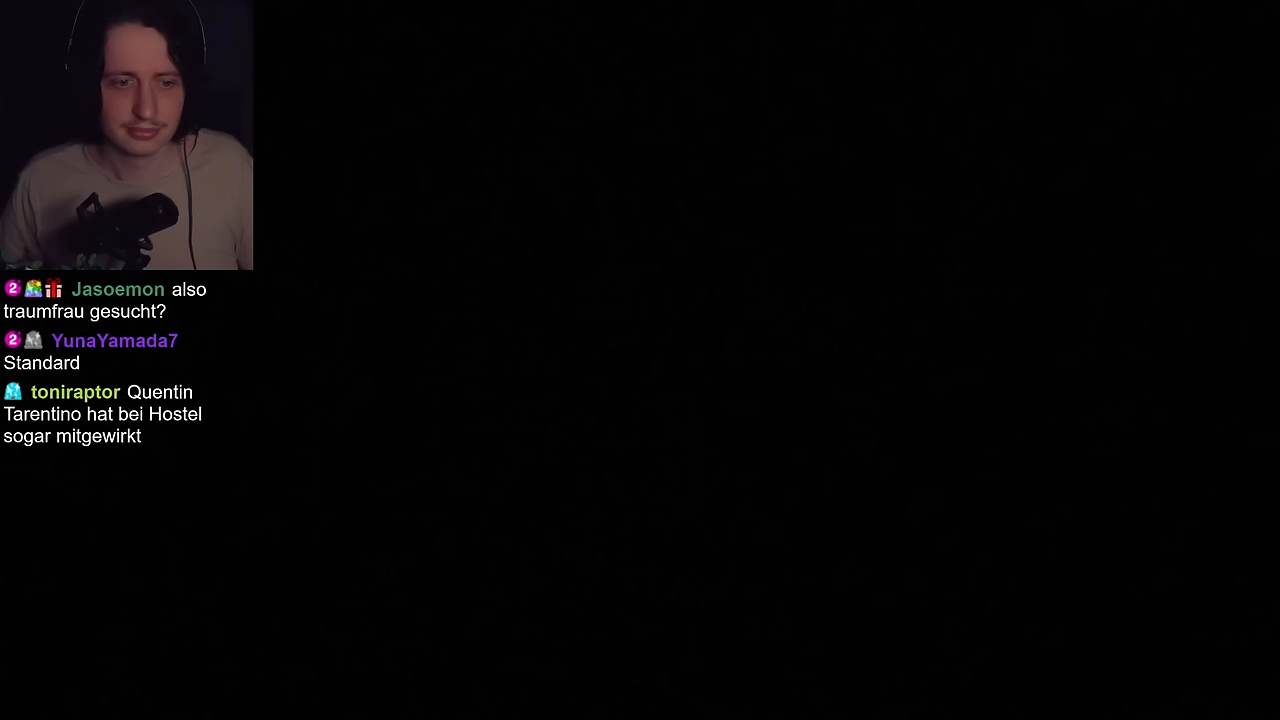 Jasoemon also
traumfrau gesucht?
YunaYamada7
Standard
toniraptor Quentin
Tarentino hat bei Hostel
sogar mitgewirkt